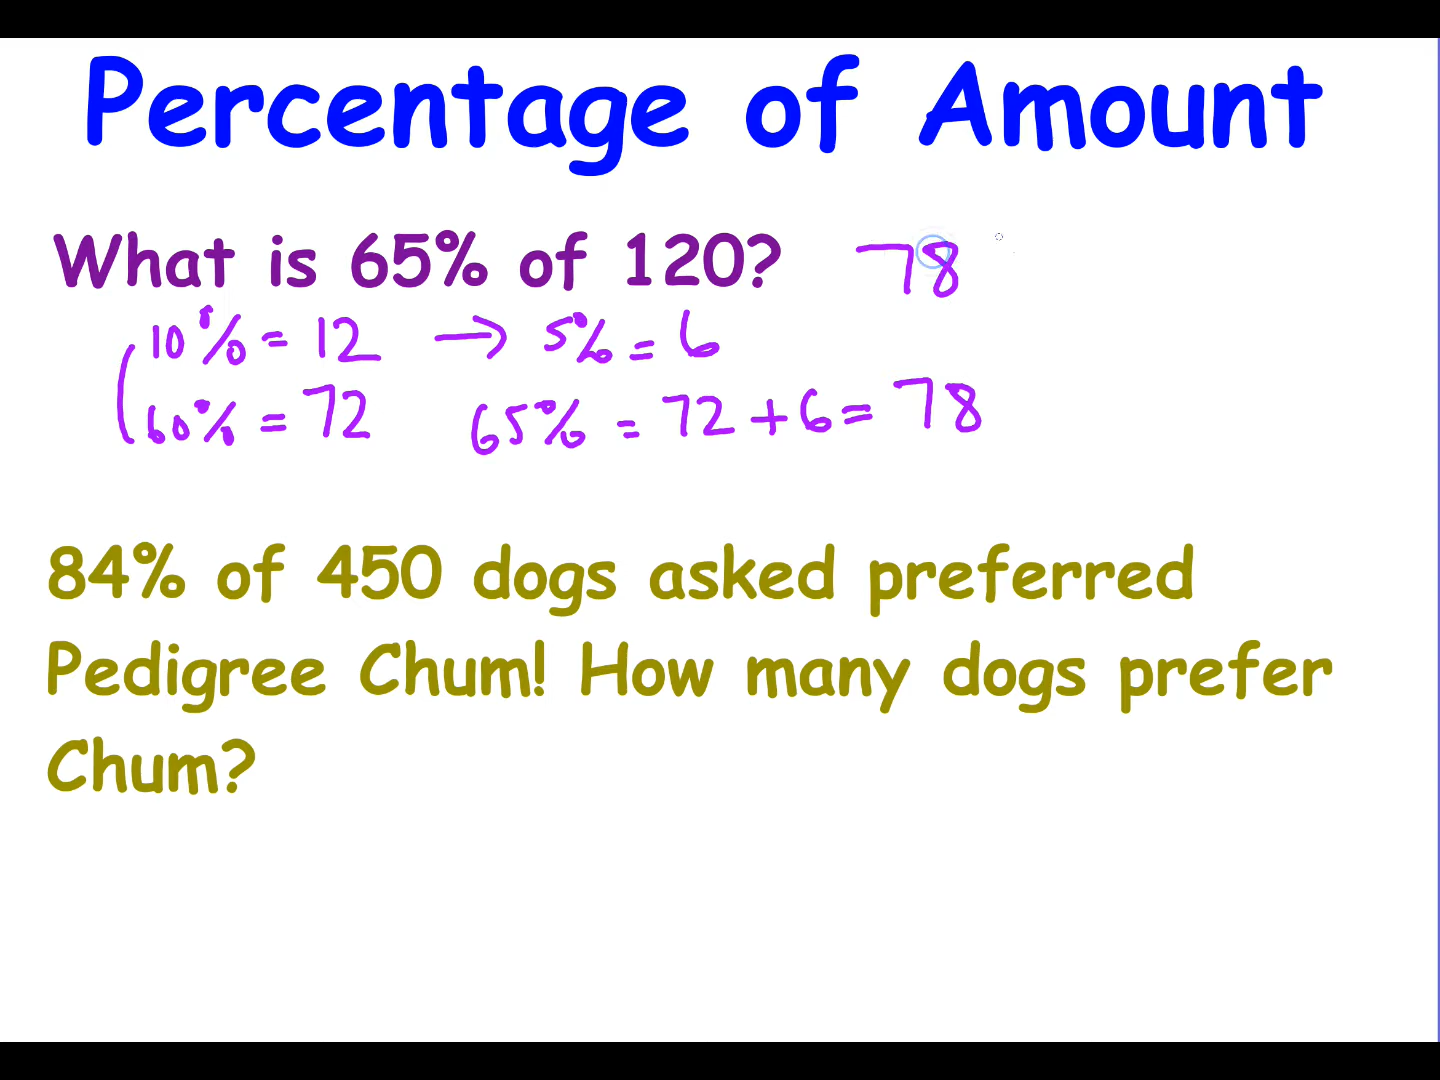 Percentage of Amount
What is 65% of 120? 78
10% = 12 → 5% = 6
60% = 72 65% = 72 + 6 = 78
84% of 450 dogs asked preferred
Pedigree Chum! How many dogs prefer
Chum?